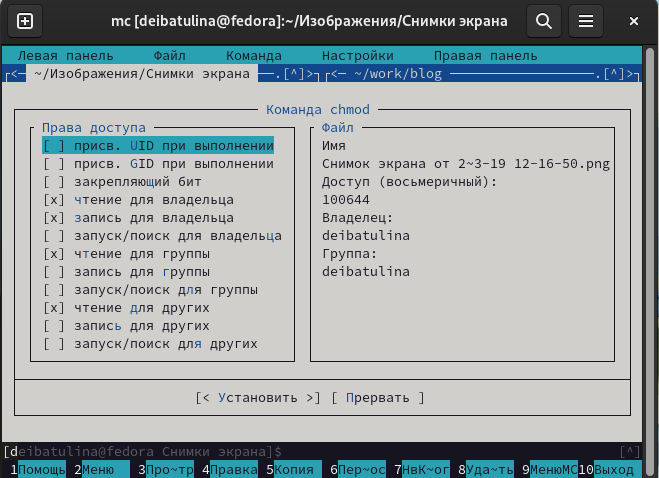 mc [deibatulina@fedora]:~/Изображения/Снимки экрана
Левая панель Файл Команда Настройки Правая панель
<— ~/Изображения/Снимки экрана —.[^]> <— ~/work/blog —.[^]>
Команда chmod
Права доступа
[ ] присв. UID при выполнении
[ ] присв. GID при выполнении
[ ] закрепляющий бит
[x] чтение для владельца
[x] запись для владельца
[ ] запуск/поиск для владельца
[x] чтение для группы
[ ] запись для группы
[ ] запуск/поиск для группы
[x] чтение для других
[ ] запись для других
[ ] запуск/поиск для других
Файл
Имя
Снимок экрана от 2~3-19 12-16-50.png
Доступ (восьмеричный):
100644
Владелец:
deibatulina
Группа:
deibatulina
[< Установить >] [ Прервать ]
[deibatulina@fedora Снимки экрана]$ [^]
1Помощь 2Меню 3Про~тр 4Правка 5Копия 6Пер~ос 7НвК~ог 8Уда~ть 9МенюМС 10Выход